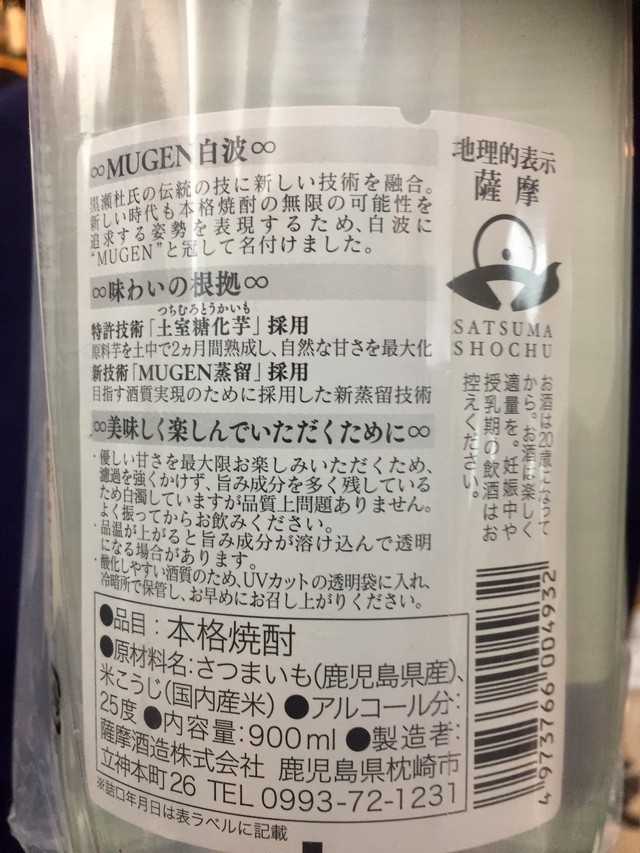 ∞MUGEN白波∞
黒瀬杜氏の伝統の技に新しい技術を融合。
新しい時代も本格焼酎の無限の可能性を
追求する姿勢を表現するため、白波に
“MUGEN”と冠して名付けました。
∞味わいの根拠∞
つちむろとうかいも
特許技術「土室糖化芋」採用
原料芋を土中で2ヵ月間熟成し、自然な甘さを最大化
新技術「MUGEN蒸留」採用
目指す酒質実現のために採用した新蒸留技術
∞美味しく楽しんでいただくために∞
・優しい甘さを最大限お楽しみいただくため、
濾過を強くかけず、旨み成分を多く残している
ため白濁していますが品質上問題ありません。
よく振ってからお飲みください。
・品温が上がると旨み成分が溶け込んで透明
になる場合があります。
・酸化しやすい酒質のため、UVカットの透明袋に入れ、
冷暗所で保管し、お早めにお召し上がりください。
●品目：本格焼酎
●原材料名：さつまいも（鹿児島県産）、
米こうじ（国内産米）●アルコール分：
25度●内容量：900ml●製造者：
薩摩酒造株式会社 鹿児島県枕崎市
立神本町26 TEL 0993-72-1231
※詰口年月日は表ラベルに記載
地理的表示
薩摩
SATSUMA
SHOCHU
お酒は20歳になって
から。お酒は楽しく
適量を。妊娠中や
授乳期の飲酒はお
控えください。
4 973766 004932